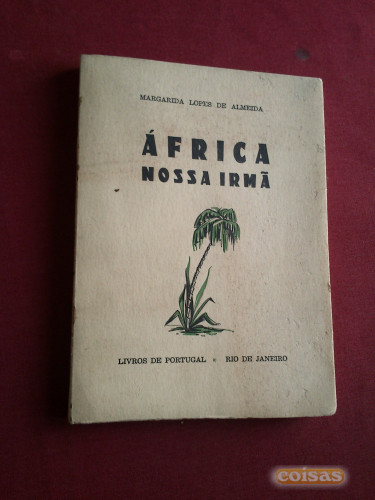 MARGARIDA LOPES DE ALMEIDA
ÁFRICA
NOSSA IRMÃ
LIVROS DE PORTUGAL * RIO DE JANEIRO
coisas